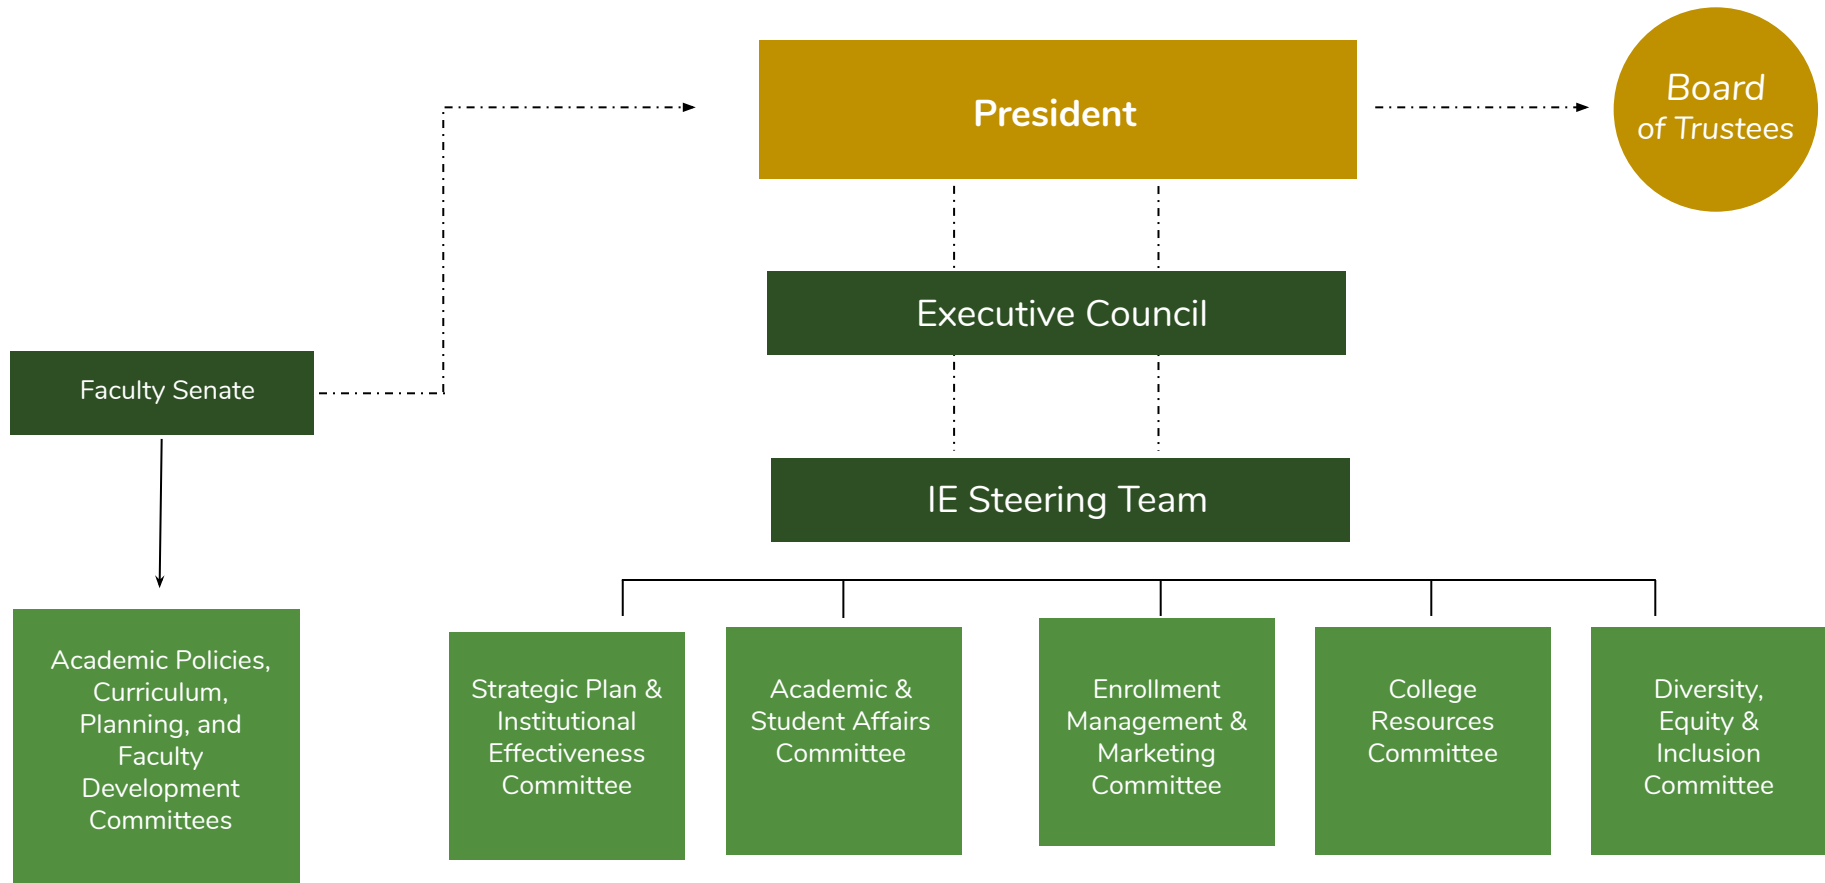 President
Board
of Trustees
Executive Council
Faculty Senate
IE Steering Team
Academic Policies,
Curriculum,
Planning, and
Faculty
Development
Committees
Strategic Plan &
Institutional
Effectiveness
Committee
Academic &
Student Affairs
Committee
Enrollment
Management &
Marketing
Committee
College
Resources
Committee
Diversity,
Equity &
Inclusion
Committee